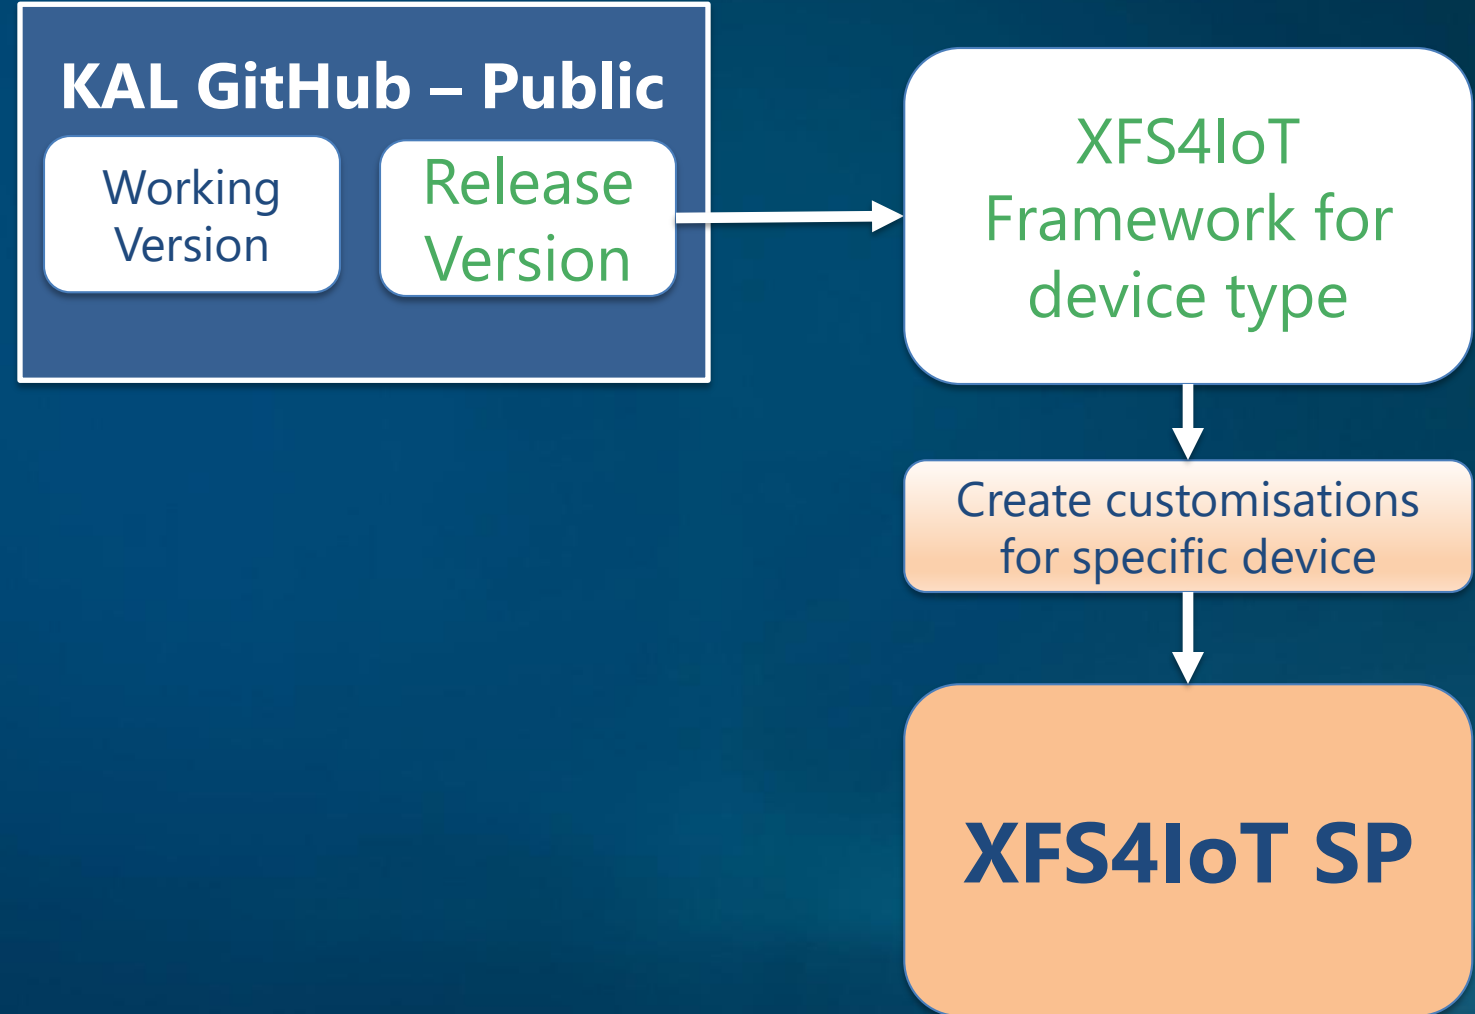 KAL GitHub – Public
Working
Version
Release
Version
XFS4IoT
Framework for
device type
Create customisations
for specific device
XFS4IoT SP